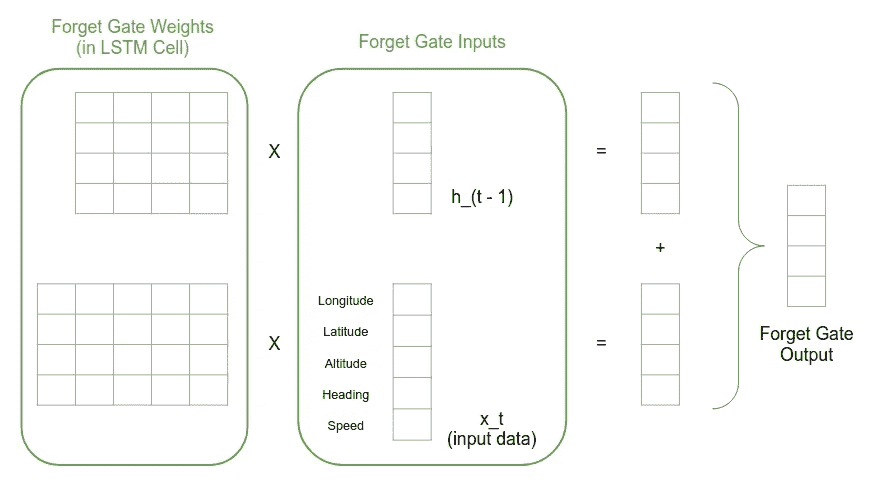 Forget Gate Weights
(in LSTM Cell)
Forget Gate Inputs
X
h_(t - 1)
=
+
Longitude
Latitude
Altitude
Heading
Speed
X
x_t
(input data)
=
Forget Gate
Output